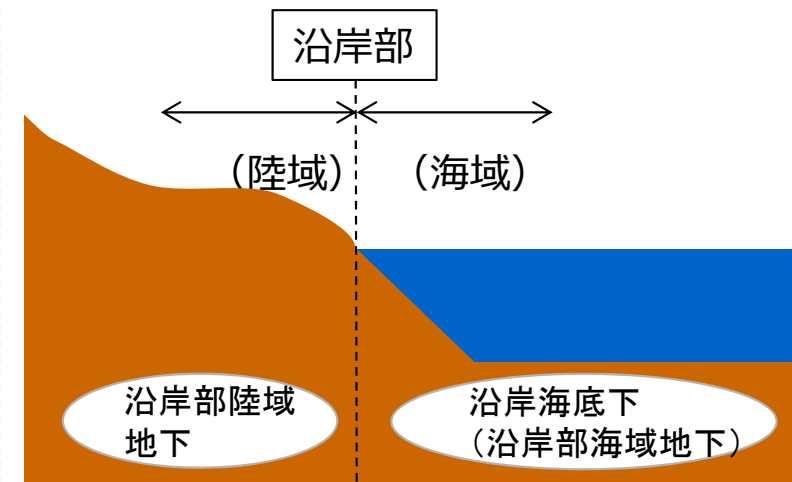 沿岸部
（陸域）
（海域）
沿岸部陸域
地下
沿岸海底下
（沿岸部海域地下）